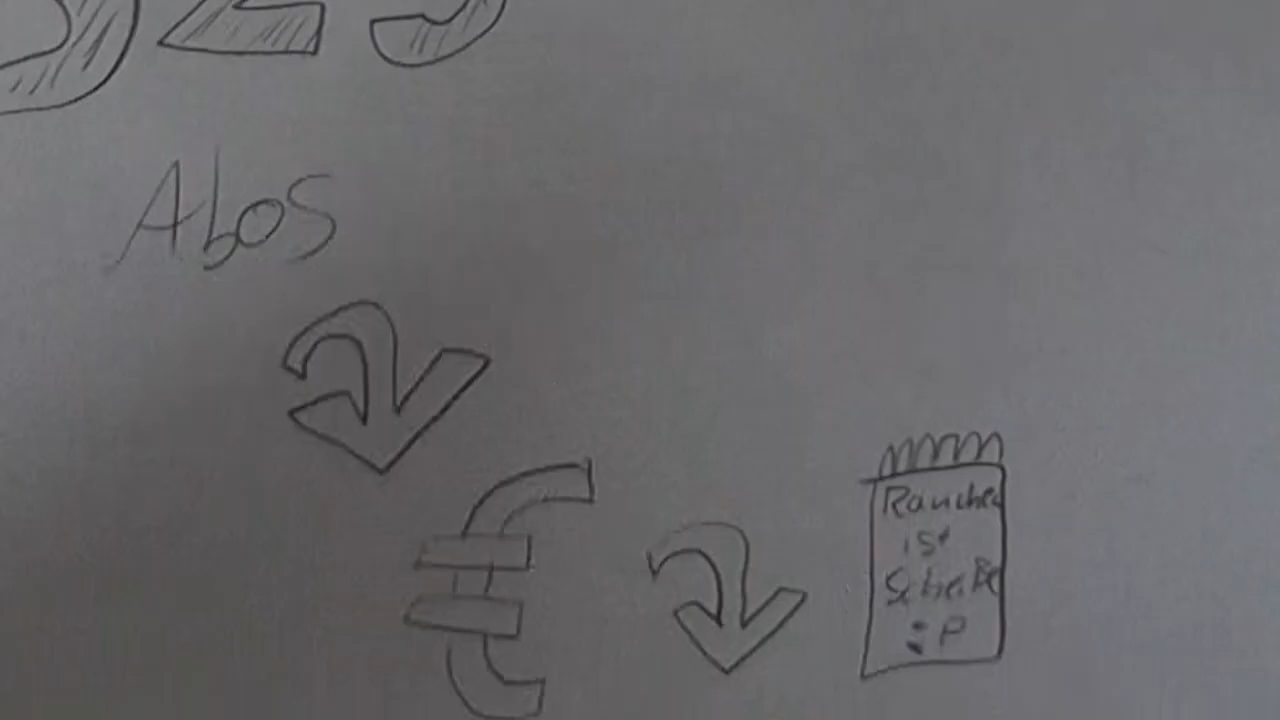 Abos
€
Rauchen
ist
Scheiße
:P